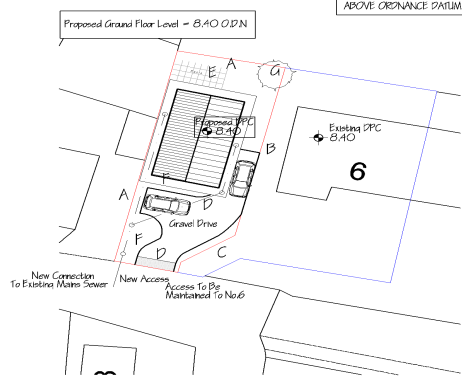 ABOVE ORDNANCE DATUM
Proposed Ground Floor Level = 8.40 O.D.N
A
G
E
Proposed DPC
8.40
Existing DPC
8.40
B
6
F
A
D
Gravel Drive
F
D
C
New Connection
To Existing Mains Sewer
New Access
Access To Be
Maintained To No.6
8